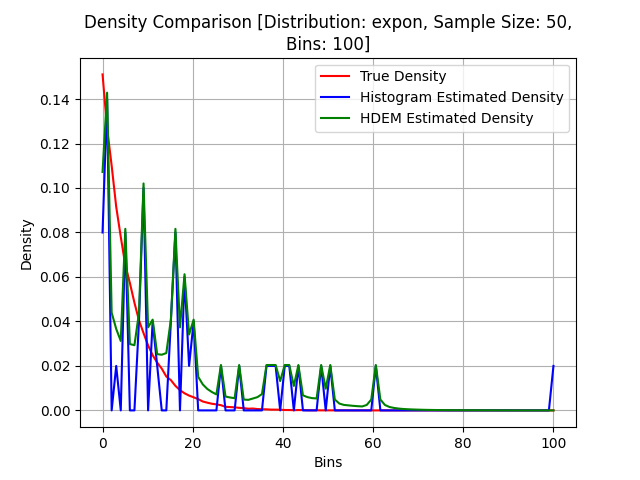 Density Comparison [Distribution: expon, Sample Size: 50,
Bins: 100]
True Density
Histogram Estimated Density
HDEM Estimated Density
Density
0.14
0.12
0.10
0.08
0.06
0.04
0.02
0.00
0 20 40 60 80 100
Bins